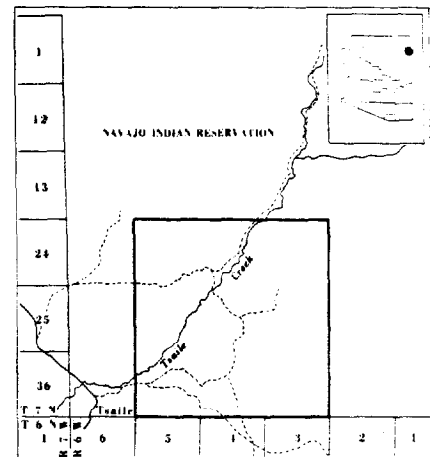 1
12
NAVAJO INDIAN RESERVATION
13
24
Creek
25
Tsaile
36
T 7 N
Tsaile
T 6 N
1 6 5 4 3 2 1